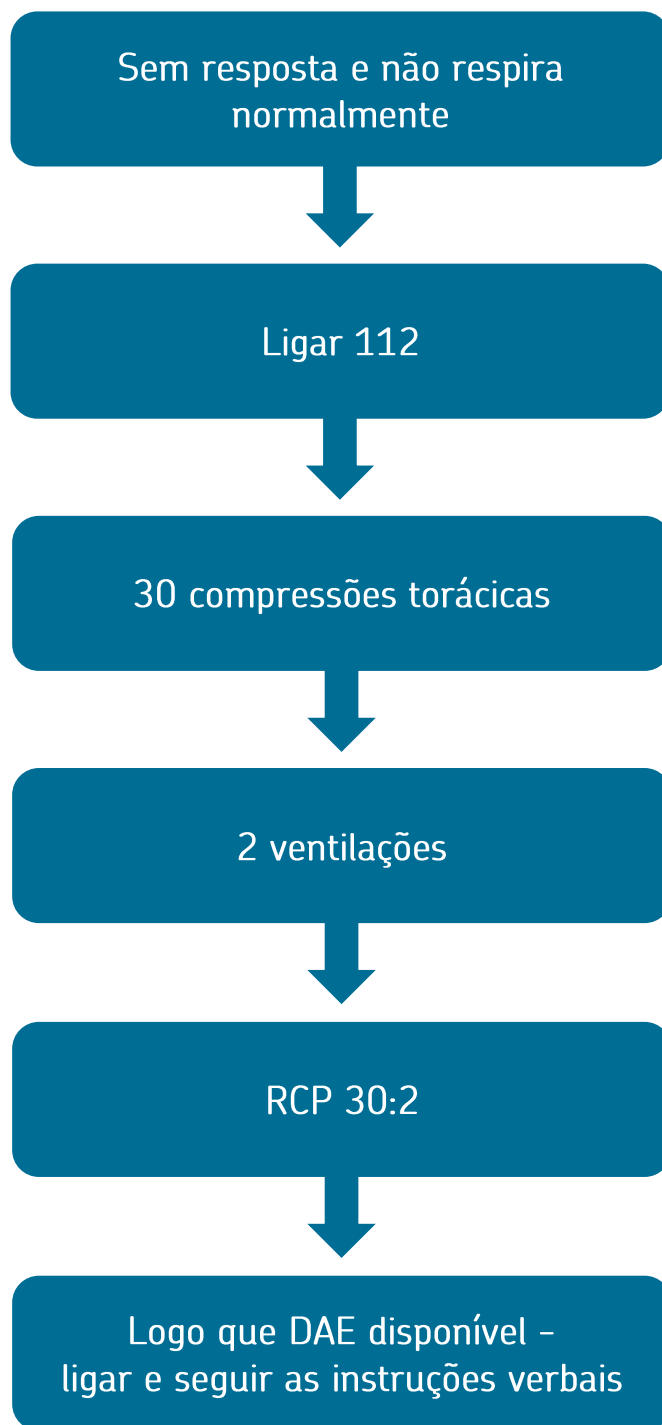 Sem resposta e não respira
normalmente
Ligar 112
30 compressões torácicas
2 ventilações
RCP 30:2
Logo que DAE disponível –
ligar e seguir as instruções verbais